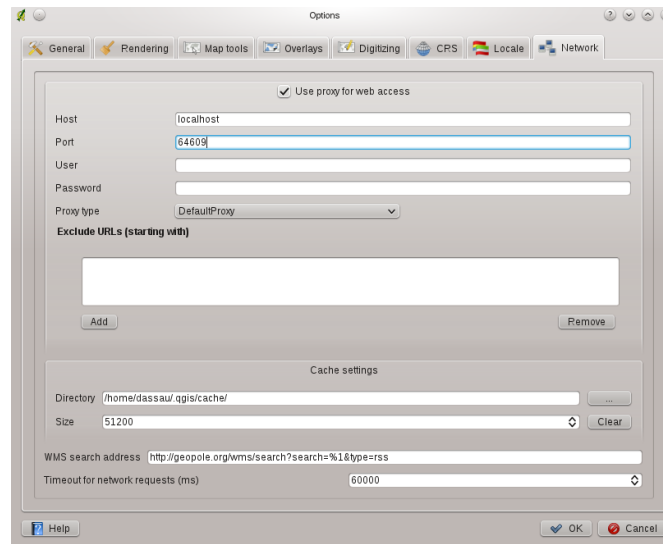 Options
General Rendering Map tools Overlays Digitizing CRS Locale Network
Use proxy for web access
Host localhost
Port 64609
User
Password
Proxy type DefaultProxy
Exclude URLs (starting with)
Add Remove
Cache settings
Directory /home/dassau/.qgis/cache/ ...
Size 51200 Clear
WMS search address http://geopole.org/wms/search?search=%1&type=rss
Timeout for network requests (ms) 60000
Help OK Cancel